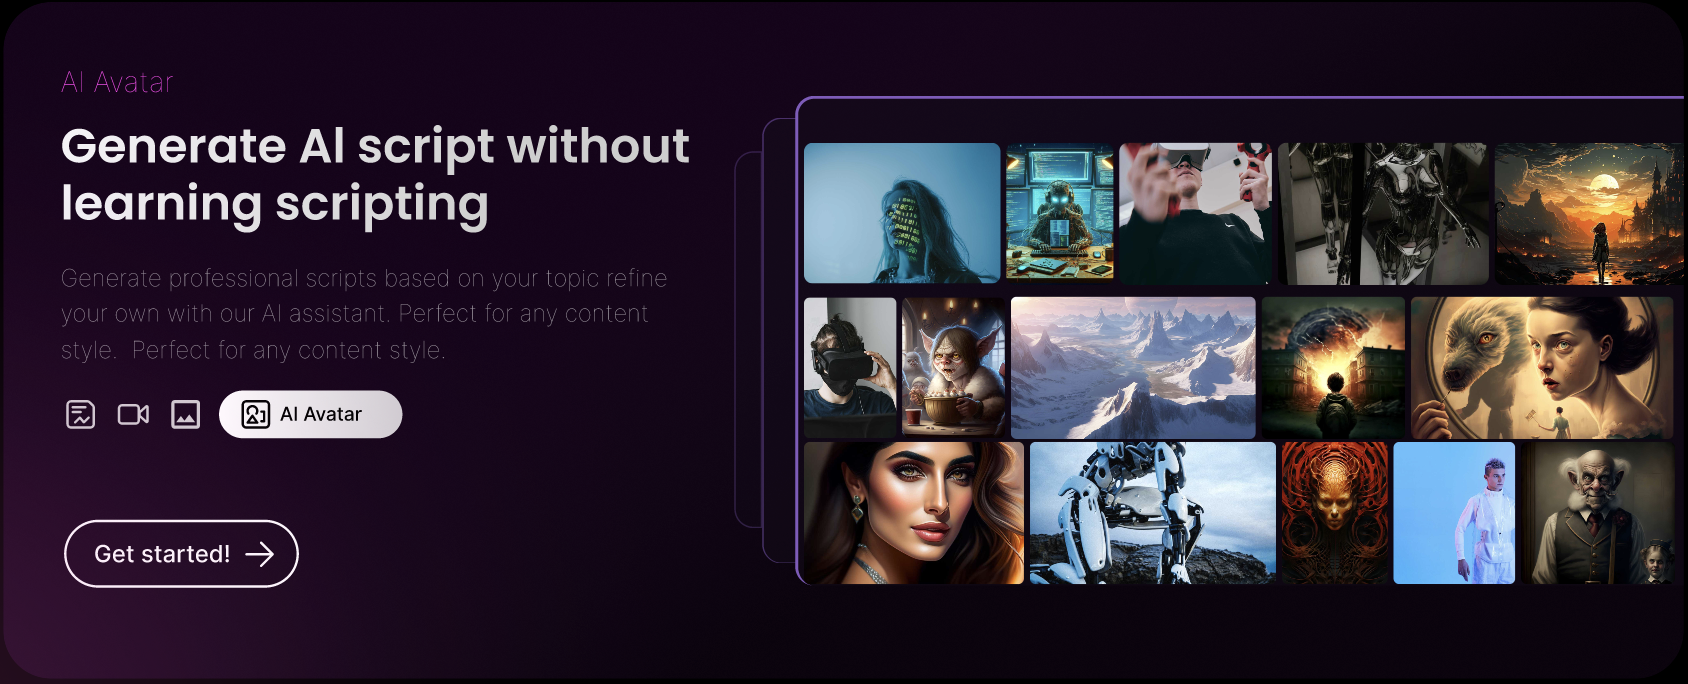 AI Avatar
Generate AI script without
learning scripting
Generate professional scripts based on your topic refine
your own with our AI assistant. Perfect for any content
style.  Perfect for any content style.
AI Avatar
Get started!